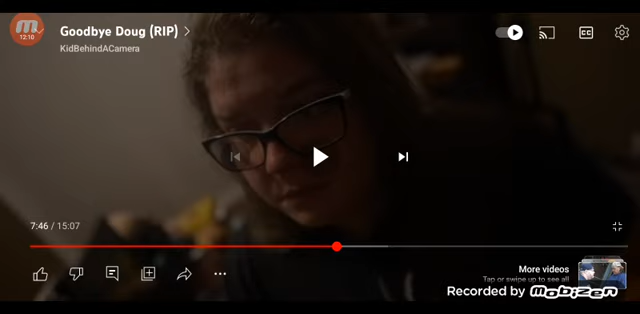 Goodbye Doug (RIP)
KidBehindACamera
12:10
CC
7:46 / 15:07
More videos
Tap or swipe up to see all
Recorded by Mobizen